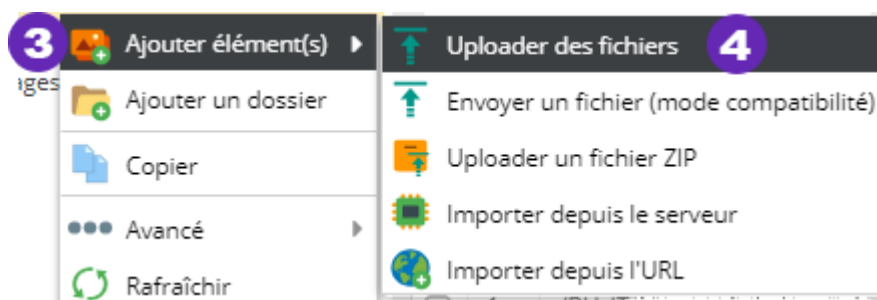 3 Ajouter élément(s)
ages
Ajouter un dossier
Copier
Avancé
Rafraîchir
Uploader des fichiers 4
Envoyer un fichier (mode compatibilité)
Uploader un fichier ZIP
Importer depuis le serveur
Importer depuis l'URL